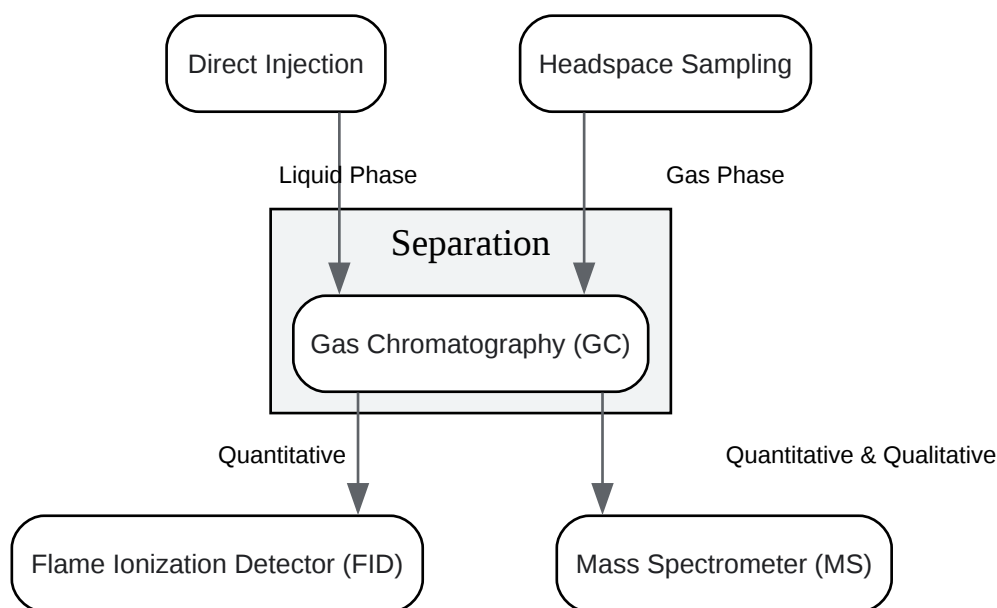 Direct Injection
Headspace Sampling
Liquid Phase
Gas Phase
Separation
Gas Chromatography (GC)
Quantitative
Quantitative & Qualitative
Flame Ionization Detector (FID)
Mass Spectrometer (MS)